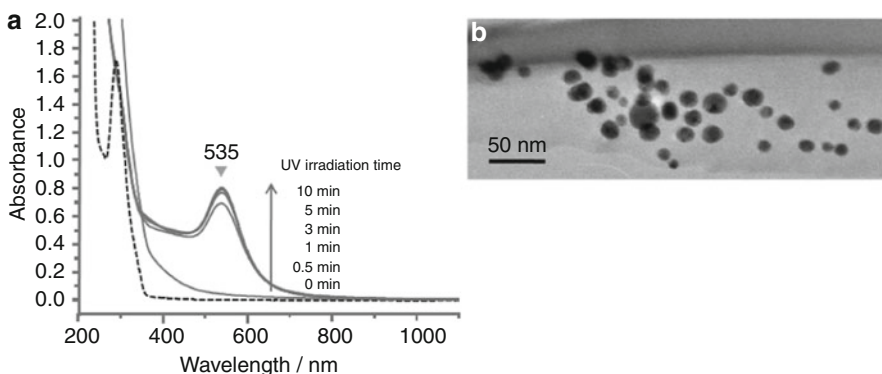 a
2.0
1.8
1.6
1.4
1.2
1.0
0.8
0.6
0.4
0.2
0.0
Absorbance
535
UV irradiation time
10 min
5 min
3 min
1 min
0.5 min
0 min
200 400 600 800 1000
Wavelength / nm
b
50 nm